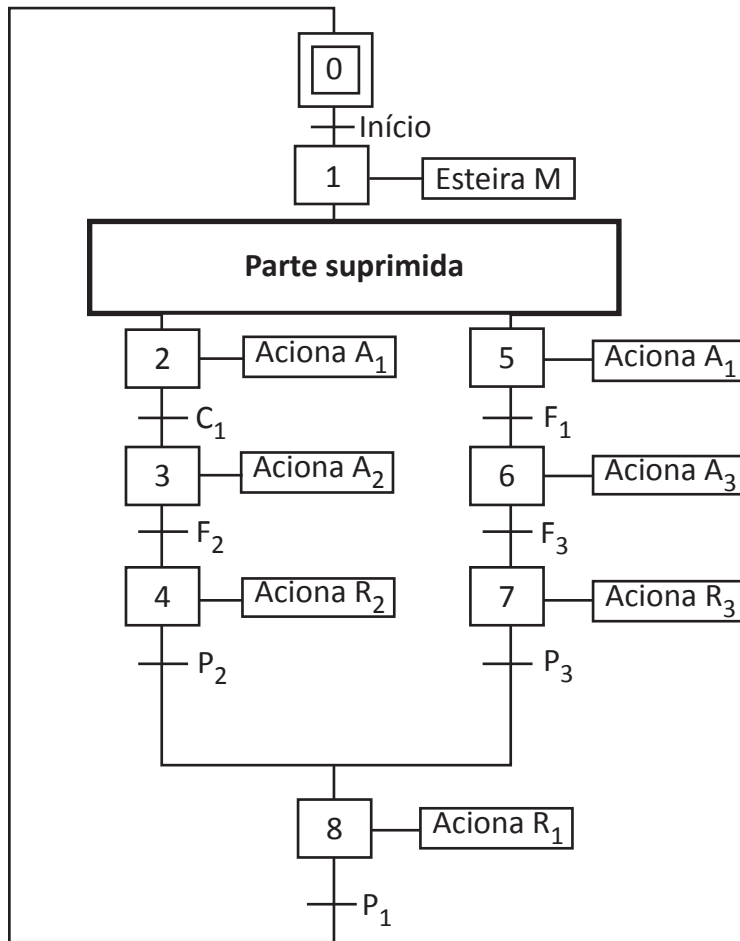 0
Início
1
Esteira M
Parte suprimida
2
Aciona A₁
5
Aciona A₁
C₁
F₁
3
Aciona A₂
6
Aciona A₃
F₂
F₃
4
Aciona R₂
7
Aciona R₃
P₂
P₃
8
Aciona R₁
P₁